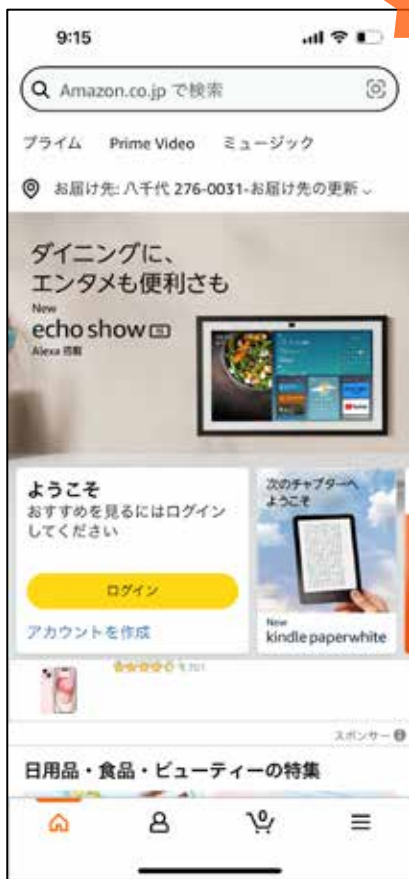 9:15
Amazon.co.jp で検索
プライム Prime Video ミュージック
お届け先: 八千代 276-0031-お届け先の更新
ダイニングに、
エンタメも便利さも
New
echo show 15
Alexa 搭載
ようこそ
おすすめを見るにはログイン
してください
ログイン
アカウントを作成
次のチャプターへ
ようこそ
New
kindle paperwhite
スポンサー
日用品・食品・ビューティーの特集
0